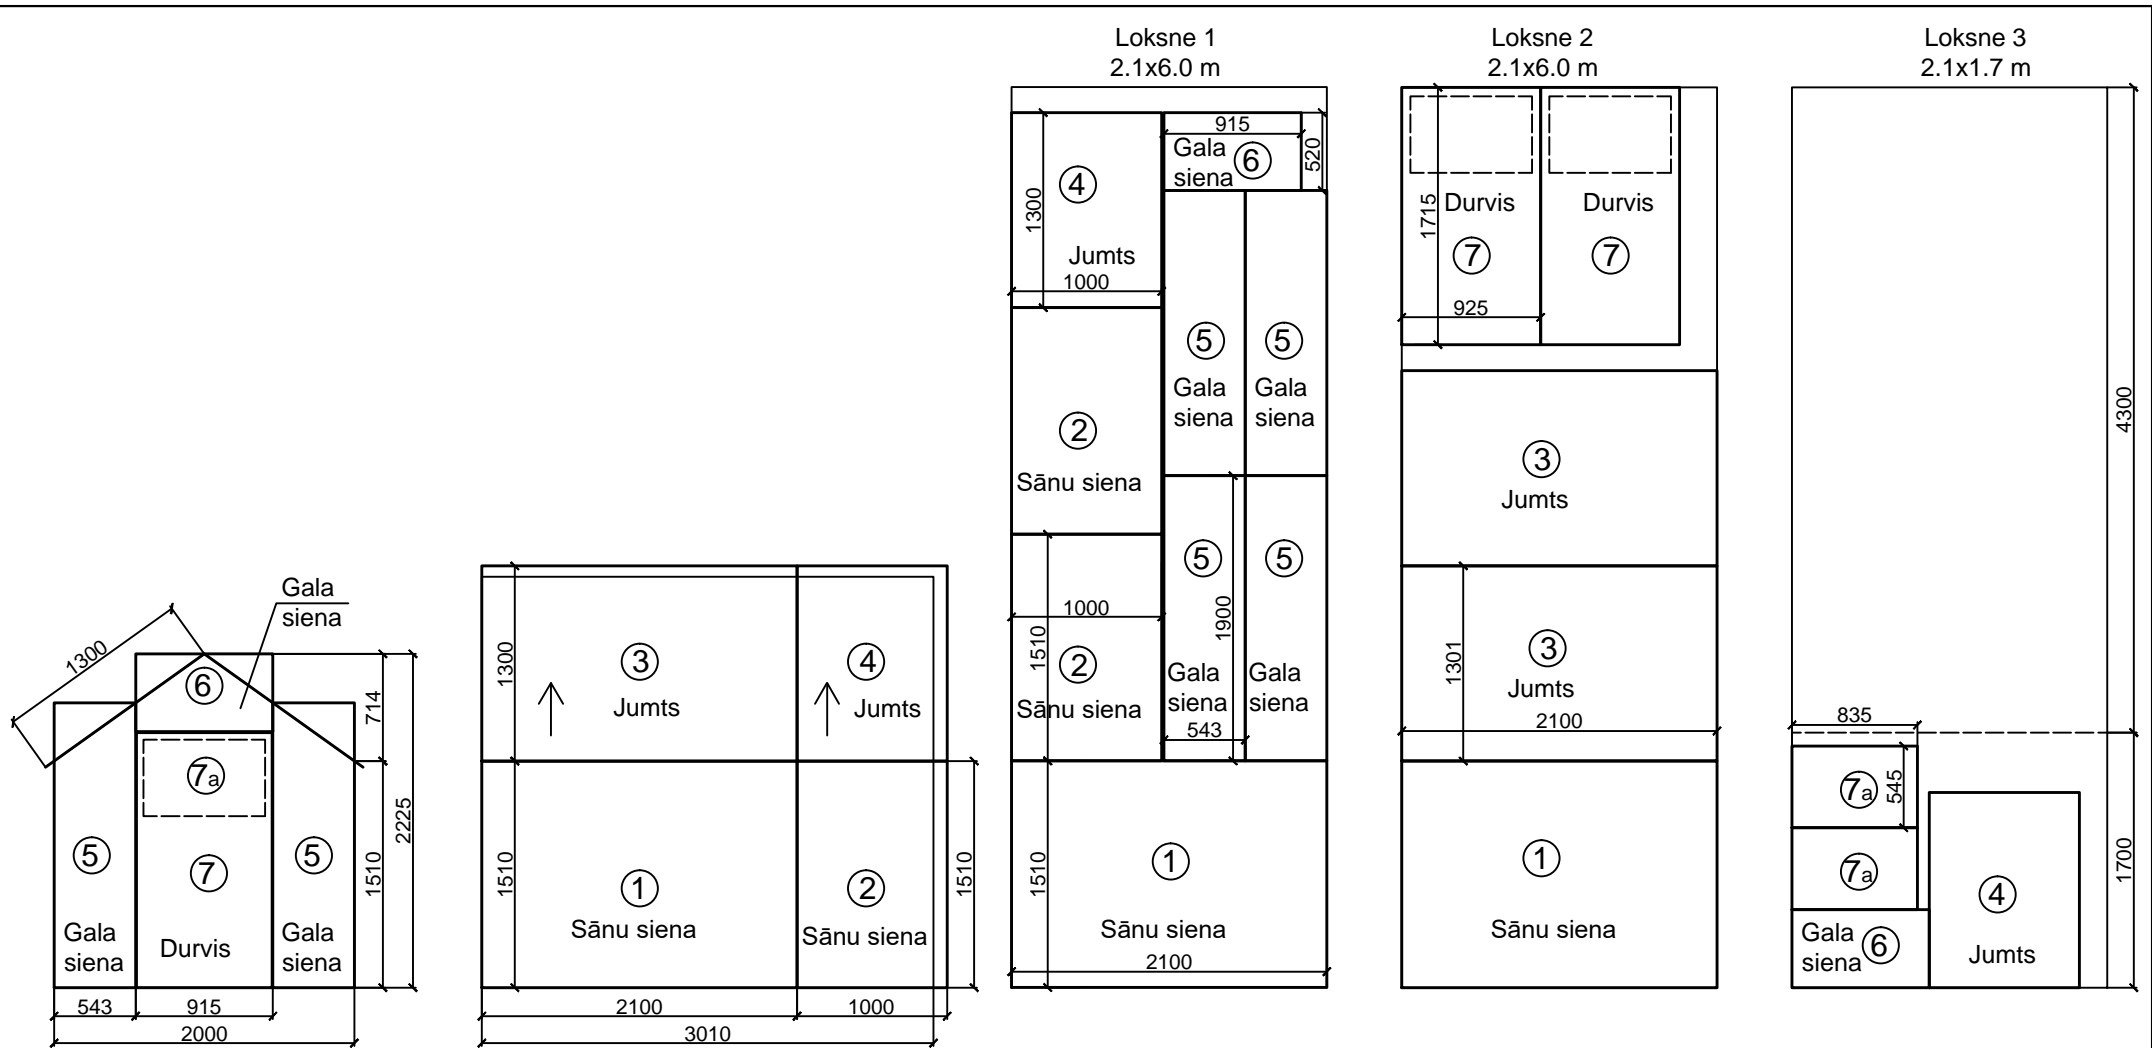 Loksne 1
2.1x6.0 m
Loksne 2
2.1x6.0 m
Loksne 3
2.1x1.7 m
Gala
siena
1300
6
714
7a
2225
5
7
5
1510
Gala
siena
Durvis
Gala
siena
543
915
2000
1300
3
Jumts
4
Jumts
1510
1
Sānu siena
2
Sānu siena
1510
2100
1000
3010
1300
4
Jumts
1000
915
Gala
siena
6
520
5
Gala
siena
5
Gala
siena
2
Sānu siena
1000
1510
2
Sānu siena
5
5
1900
Gala
siena
Gala
siena
543
1510
1
Sānu siena
2100
1715
Durvis
7
925
Durvis
7
3
Jumts
1301
3
Jumts
2100
1
Sānu siena
4300
835
7a
545
7a
Gala
siena
6
4
Jumts
1700